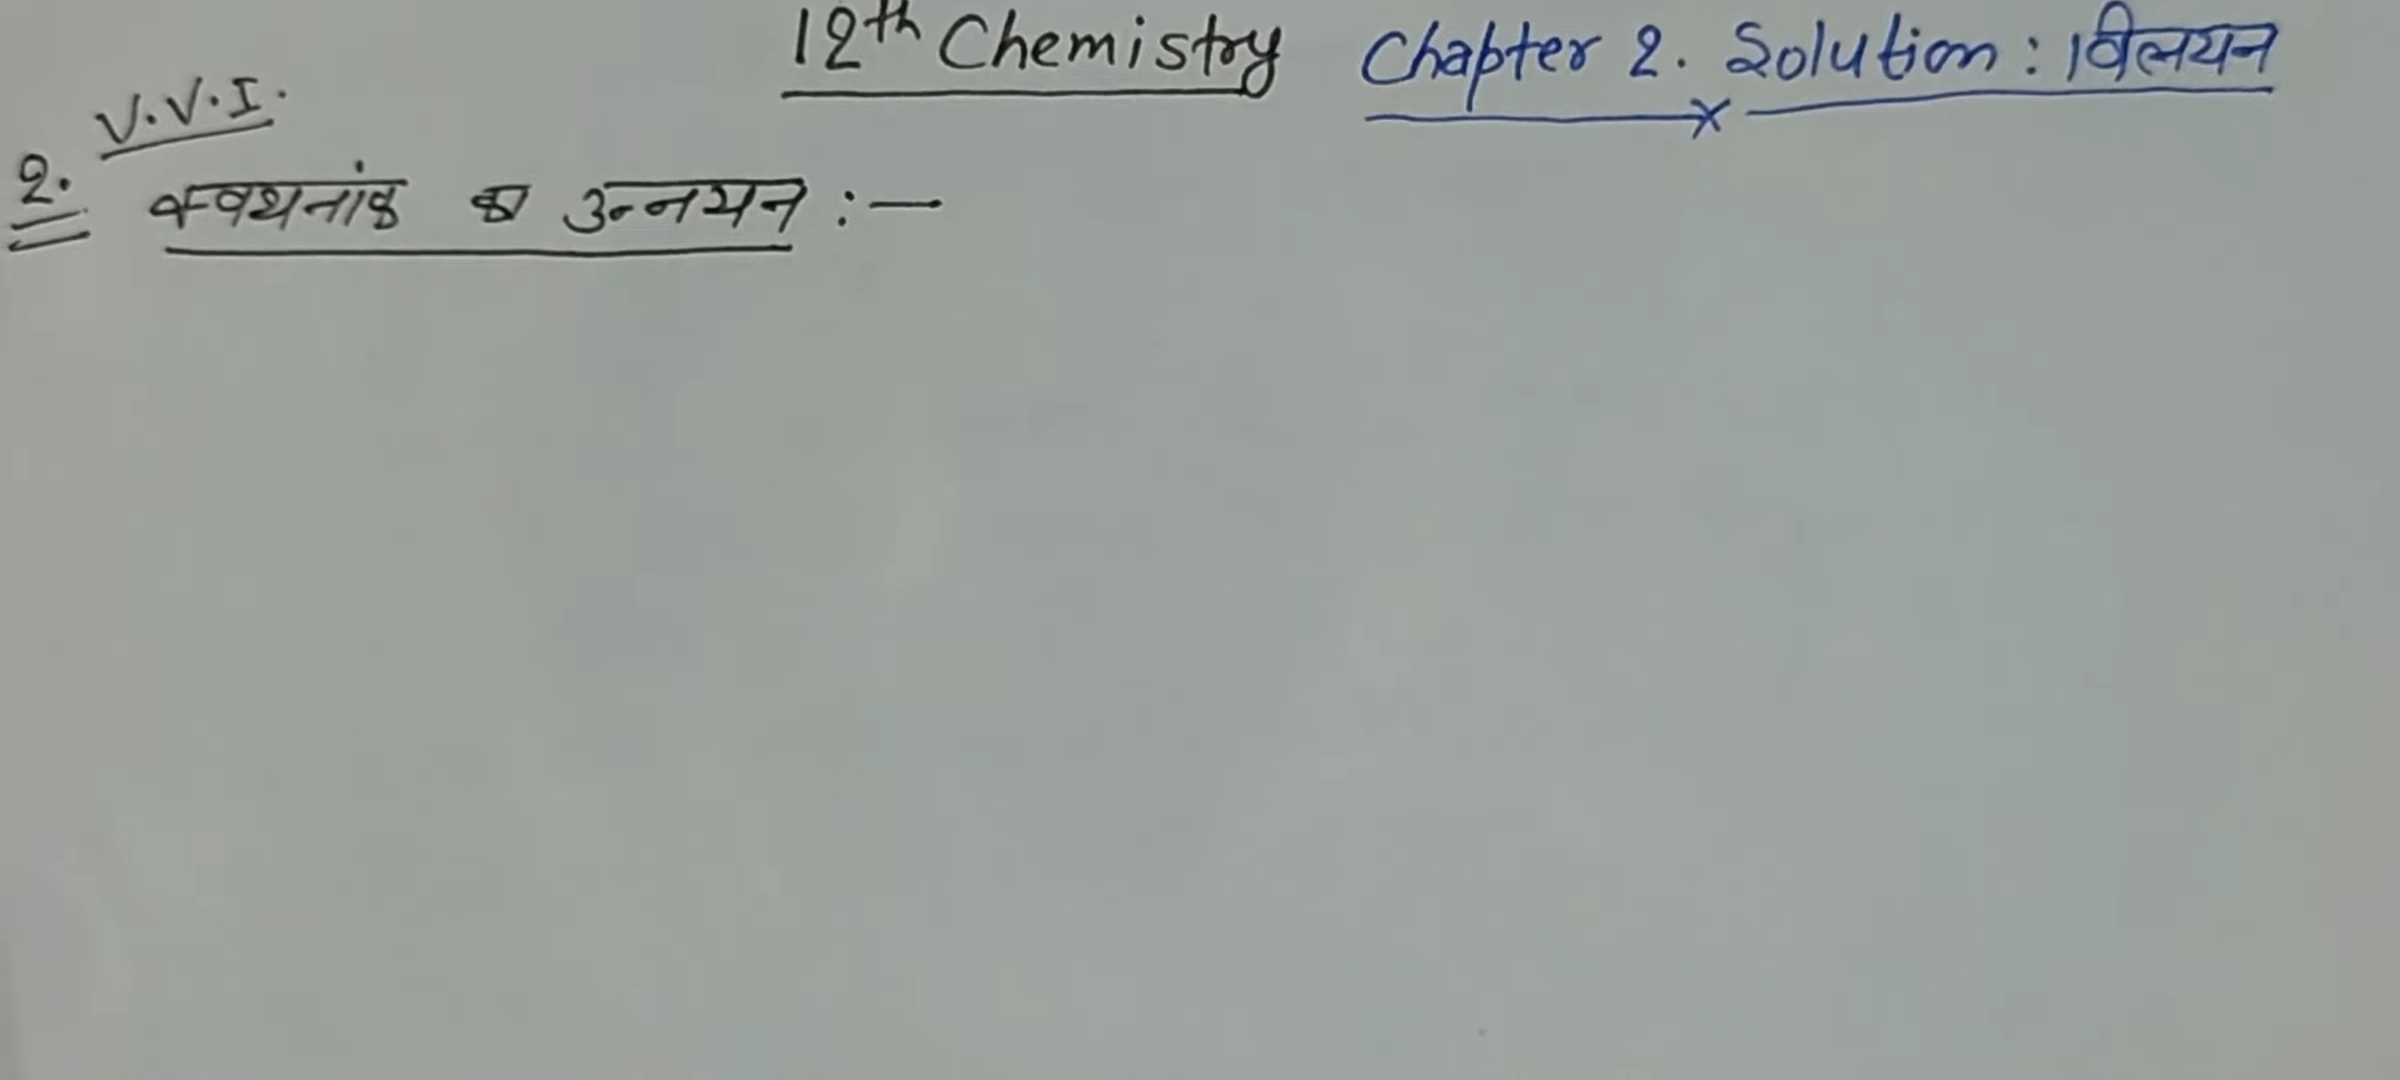 12th Chemistry Chapter 2. Solution : विलयन
V.V.I.
2. क्वथनांक का उन्नयन :—